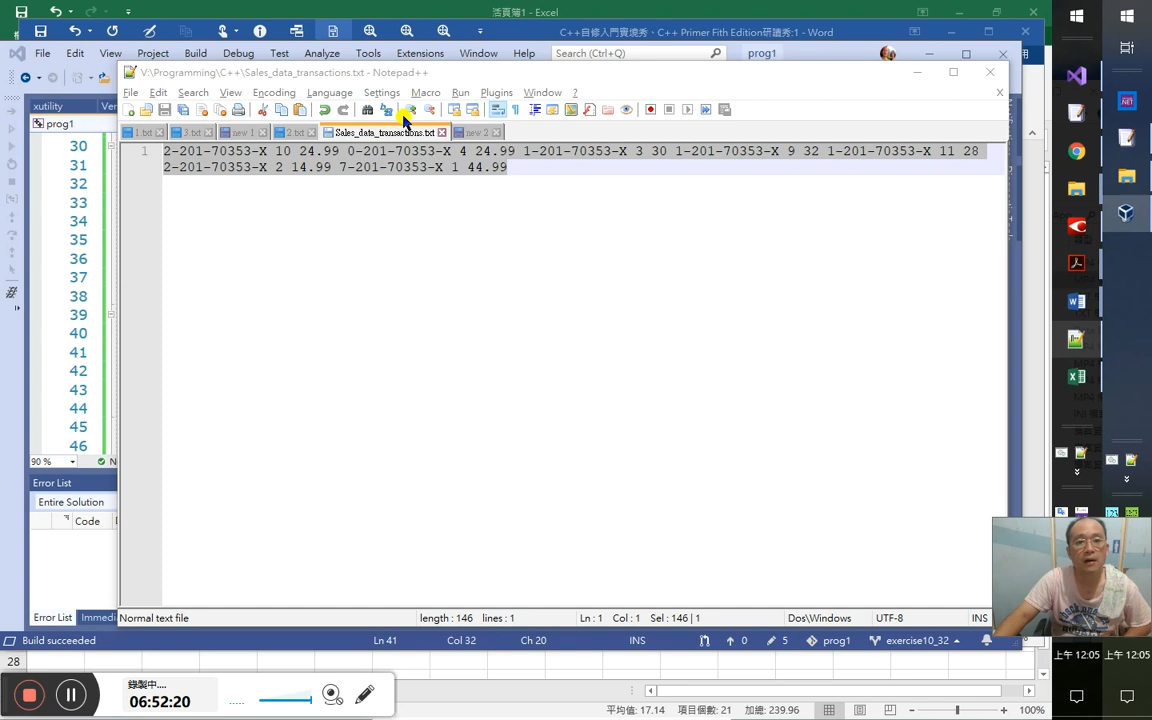 活頁簿1 - Excel
C++自修入門實境秀、C++ Primer Fifth Edition研讀秀:1 - Word
File Edit View Project Build Debug Test Analyze Tools Extensions Window Help Search (Ctrl+Q) prog1
V:\Programming\C++\Sales_data_transactions.txt - Notepad++
File Edit Search View Encoding Language Settings Macro Run Plugins Window ? X
xutility
prog1
1.txt 3.txt new 1 2.txt Sales_data_transactions.txt new 2
1 2-201-70353-X 10 24.99 0-201-70353-X 4 24.99 1-201-70353-X 3 30 1-201-70353-X 9 32 1-201-70353-X 11 28
2-201-70353-X 2 14.99 7-201-70353-X 1 44.99
30
31
32
33
34
35
36
37
38
39
40
41
42
43
44
45
46
90 %
Error List
Entire Solution
Code
Error List Immedi
Normal text file length : 146 lines : 1 Ln : 1 Col : 1 Sel : 146 | 1 Dos\Windows UTF-8 INS
Build succeeded Ln 41 Col 32 Ch 20 INS 0 5 prog1 exercise10_32
28
上午 12:05 上午 12:05
錄製中....
06:52:20
平均值: 17.14 項目個數: 21 加總: 239.96 100%